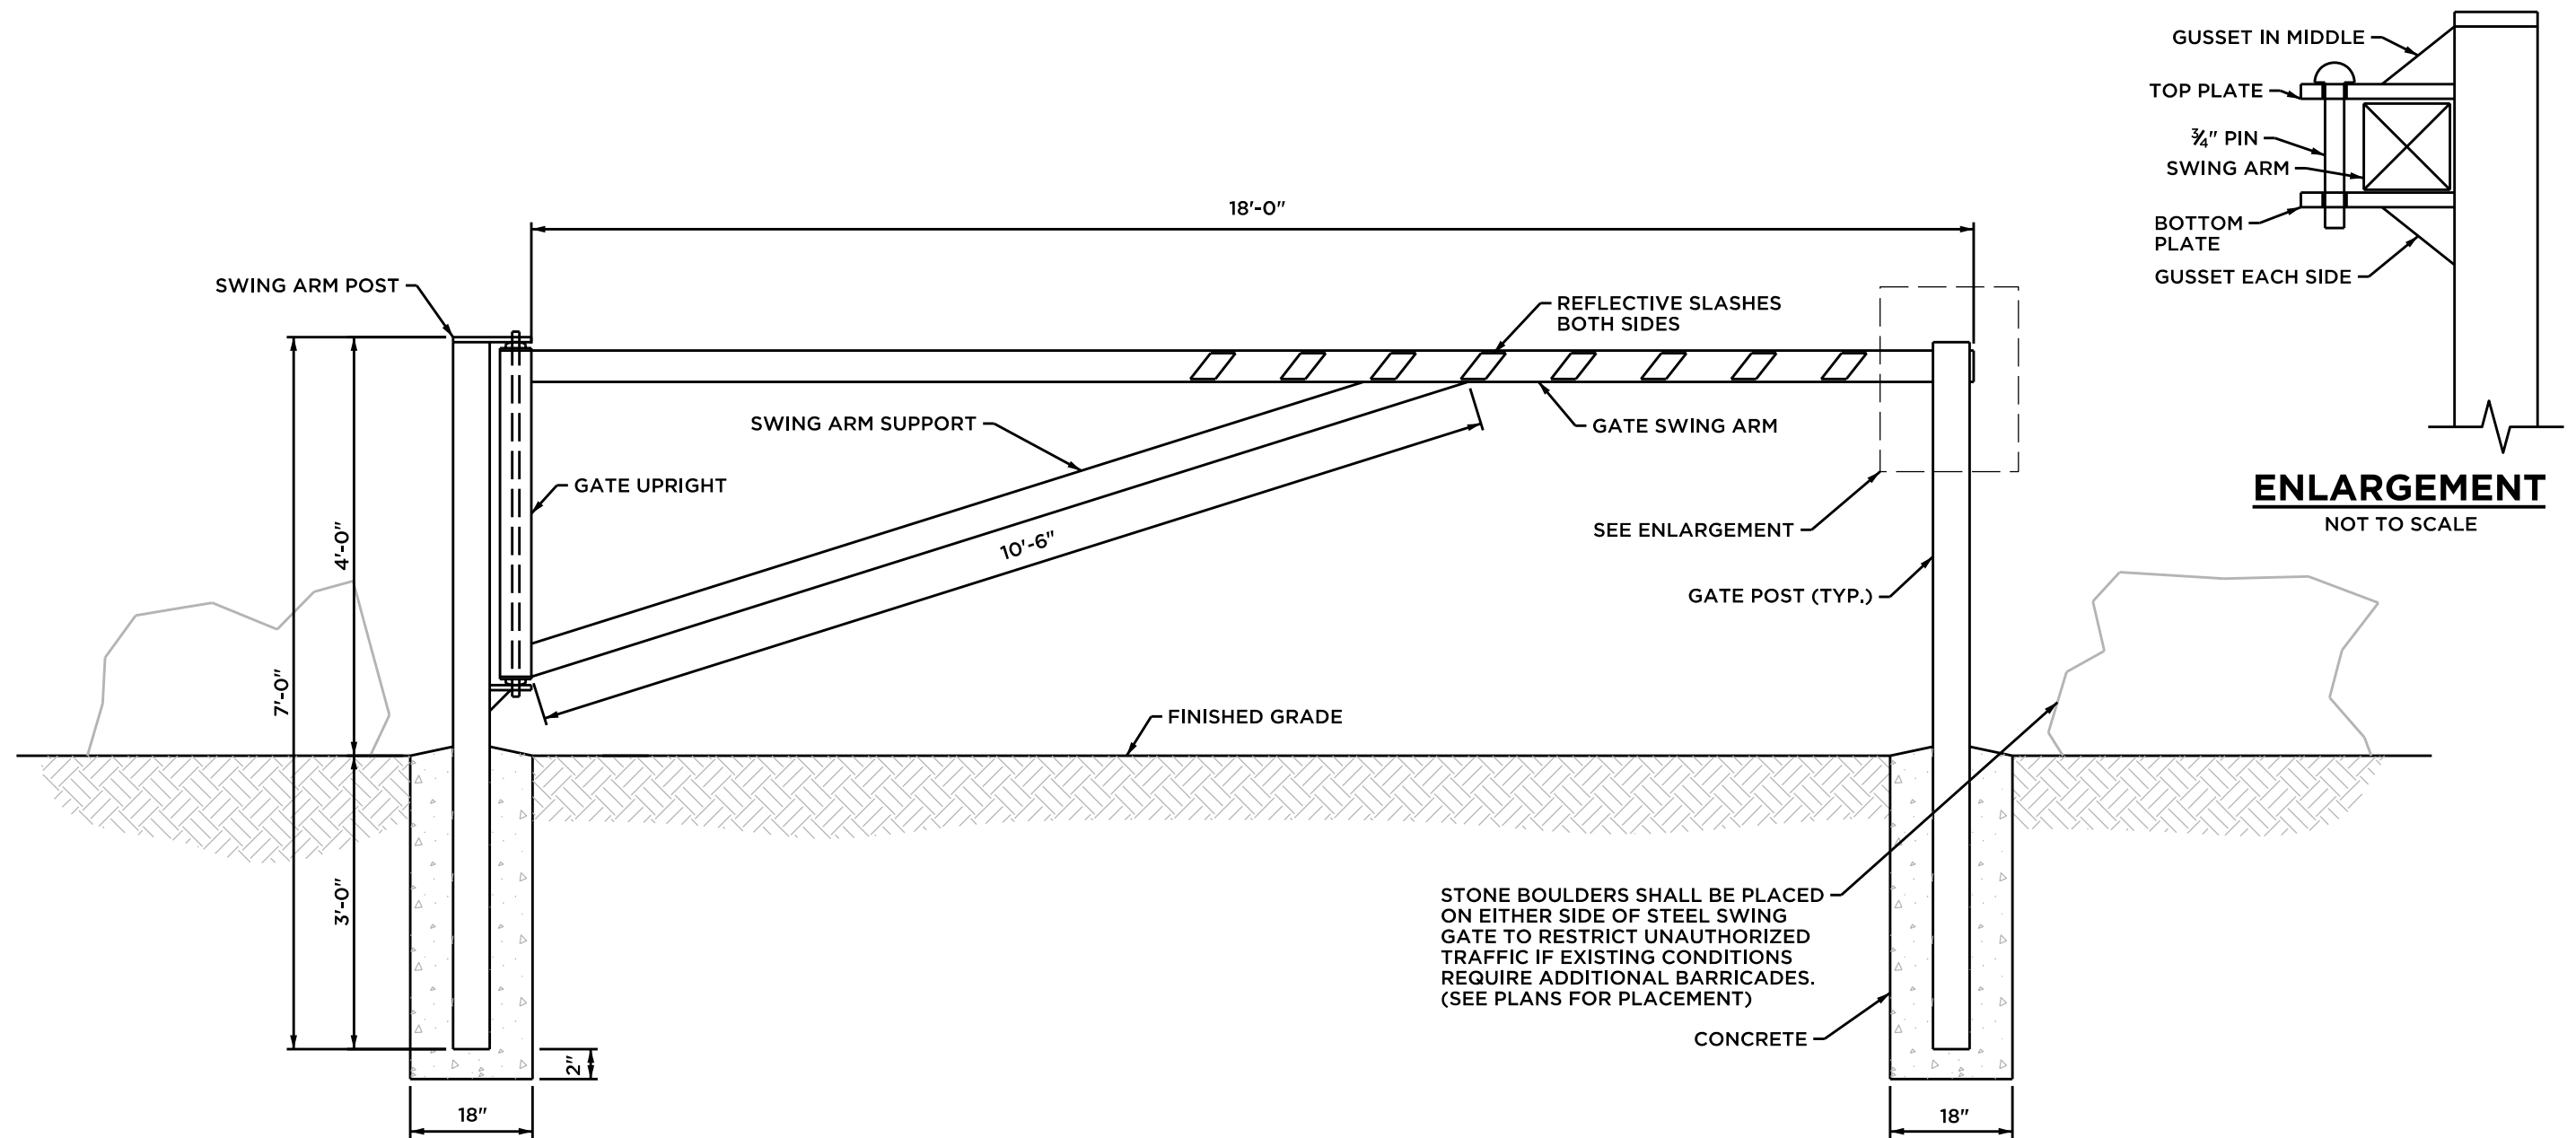 GUSSET IN MIDDLE
TOP PLATE
¾" PIN
SWING ARM
BOTTOM
PLATE
GUSSET EACH SIDE
ENLARGEMENT
NOT TO SCALE
18'-0"
SWING ARM POST
REFLECTIVE SLASHES
BOTH SIDES
SWING ARM SUPPORT
GATE SWING ARM
GATE UPRIGHT
SEE ENLARGEMENT
4'-0"
10'-6"
GATE POST (TYP.)
7'-0"
FINISHED GRADE
3'-0"
STONE BOULDERS SHALL BE PLACED
ON EITHER SIDE OF STEEL SWING
GATE TO RESTRICT UNAUTHORIZED
TRAFFIC IF EXISTING CONDITIONS
REQUIRE ADDITIONAL BARRICADES.
(SEE PLANS FOR PLACEMENT)
CONCRETE
2"
18"
18"